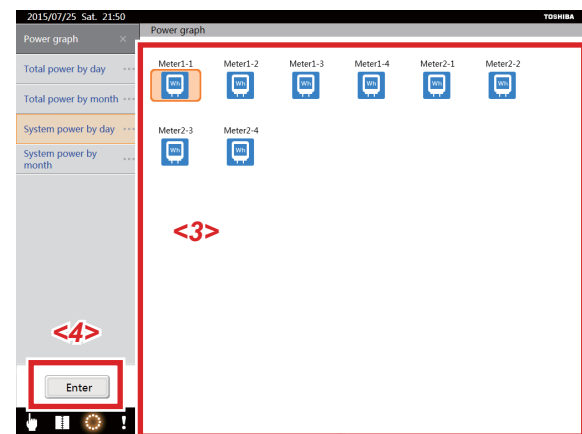 2015/07/25 Sat. 21:50
TOSHIBA
Power graph ×
Power graph
Total power by day ...
Total power by month ...
System power by day ...
System power by
month ...
Meter1-1 Meter1-2 Meter1-3 Meter1-4 Meter2-1 Meter2-2
Wh Wh Wh Wh Wh Wh
Meter2-3 Meter2-4
Wh Wh
<3>
<4>
Enter
!